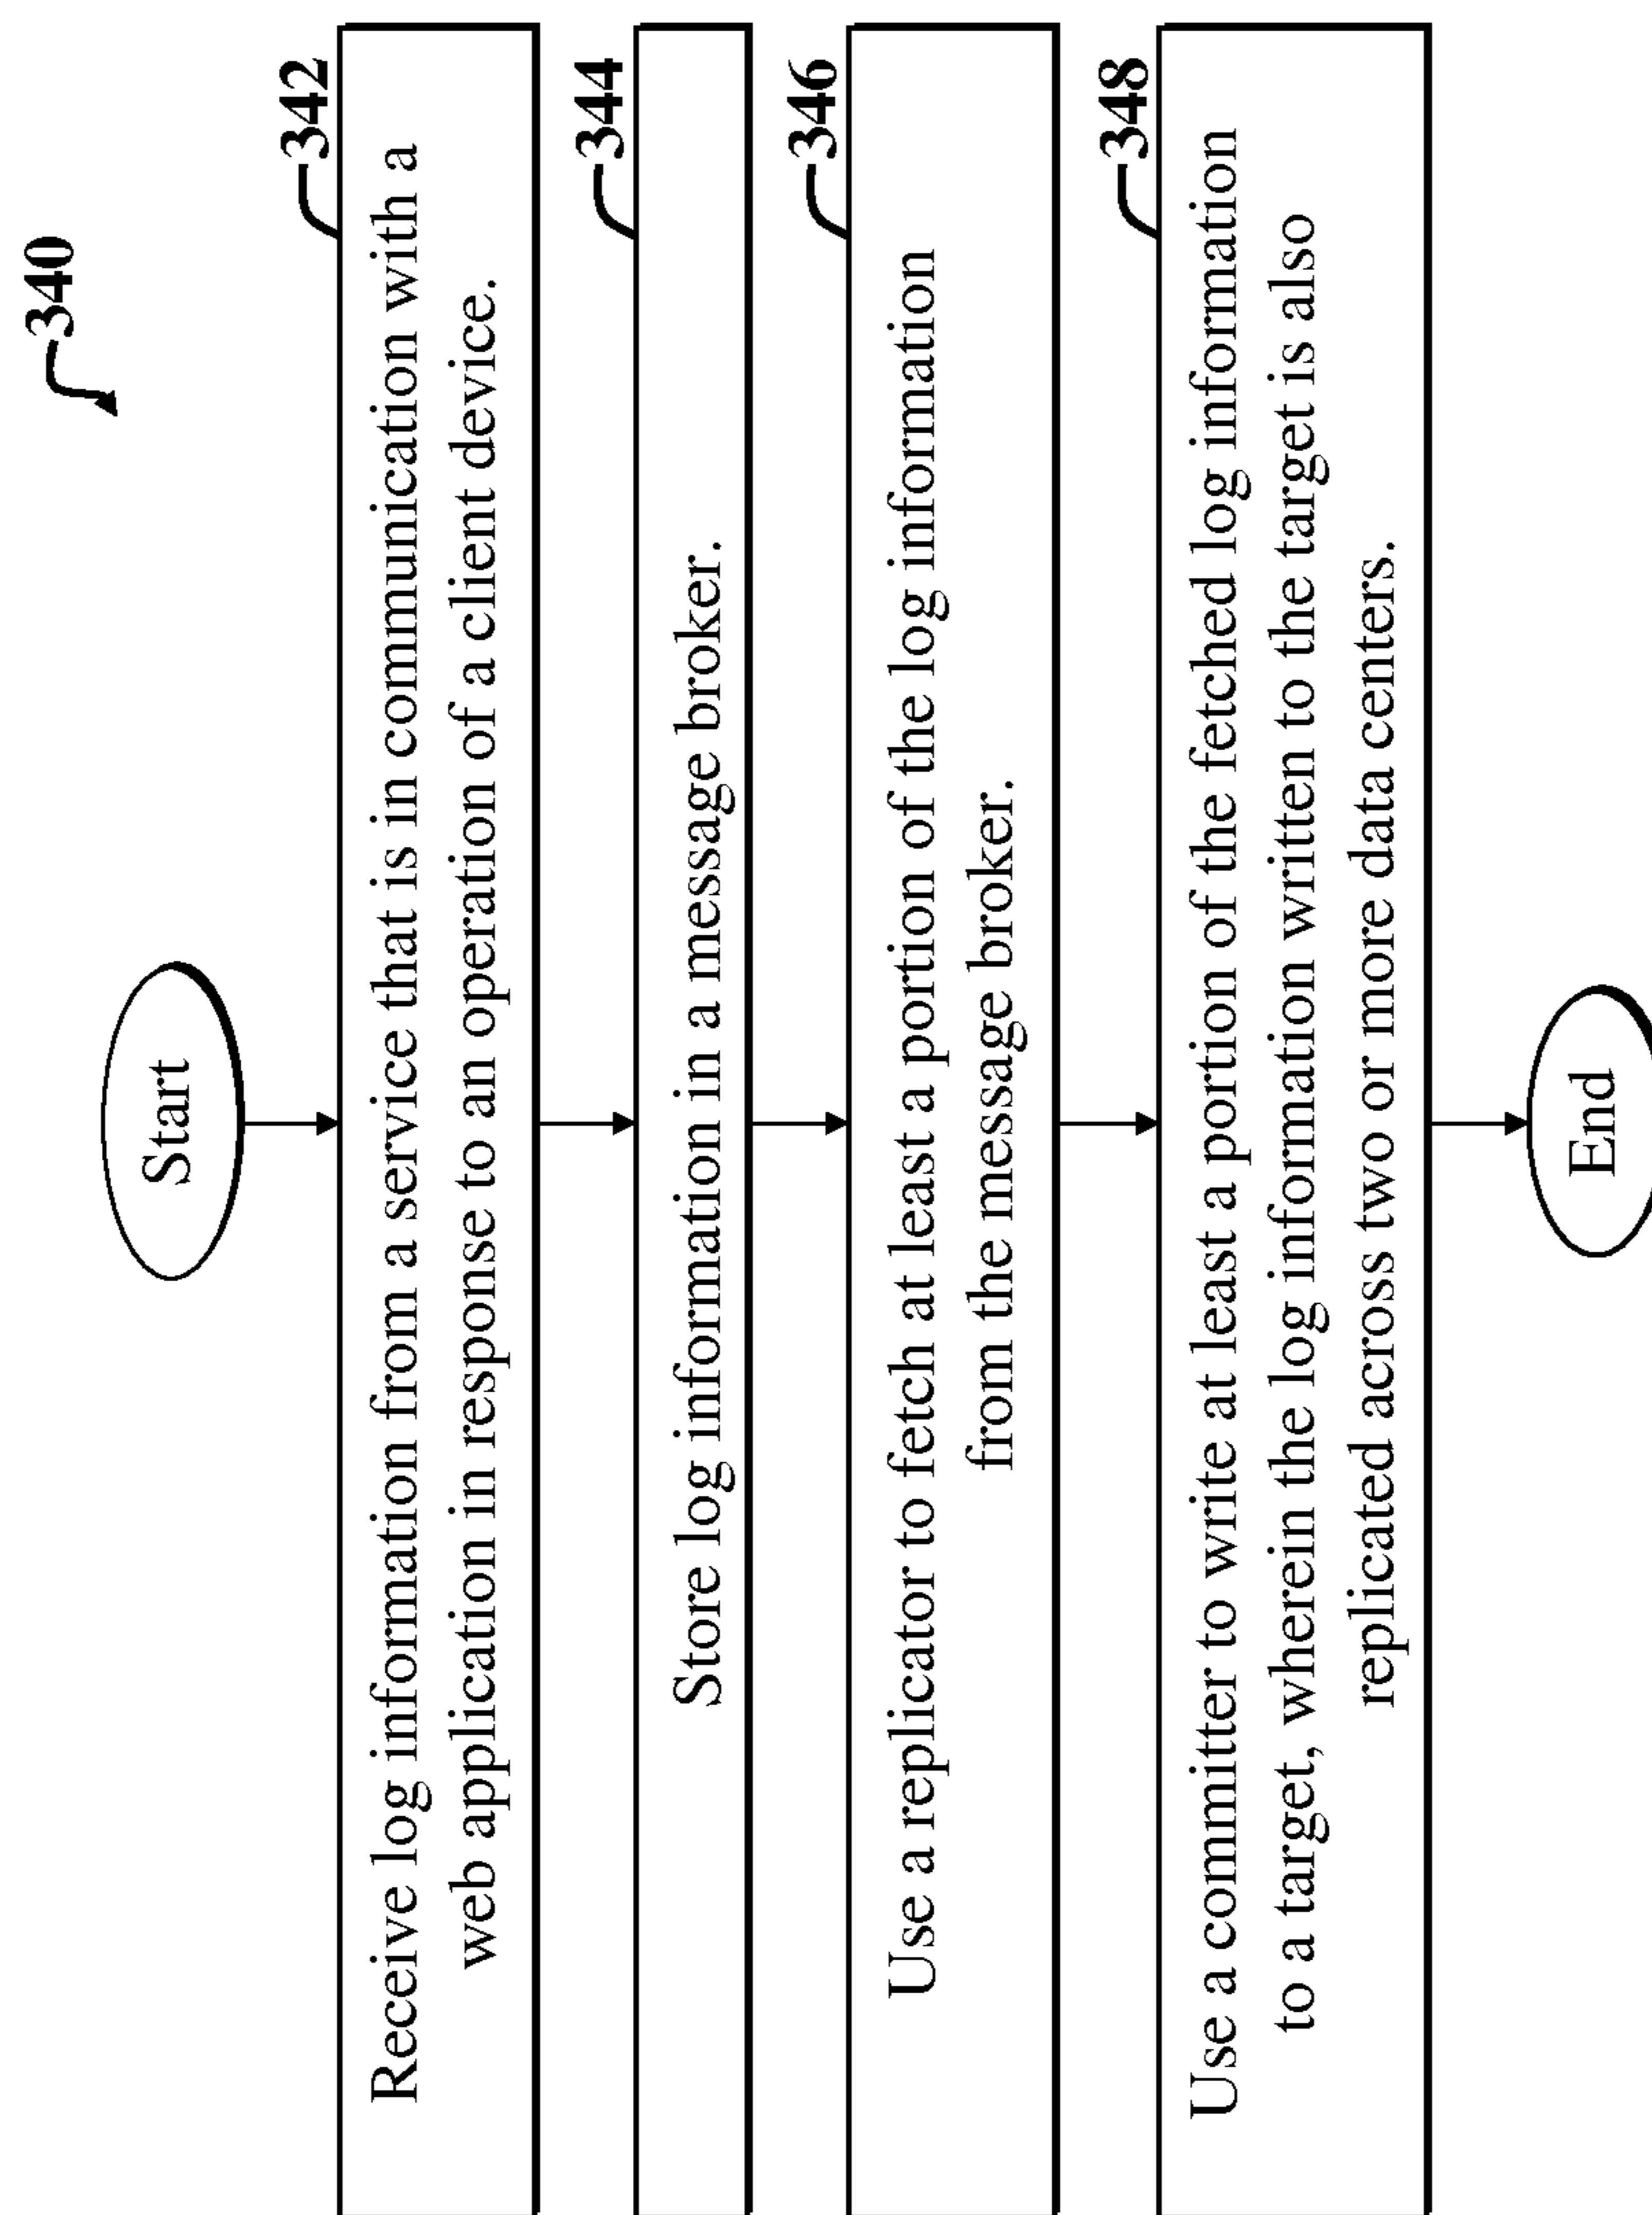 340
Start
342
Receive log information from a service that is in communication with a
web application in response to an operation of a client device.
344
Store log information in a message broker.
346
Use a replicator to fetch at least a portion of the log information
from the message broker.
348
Use a committer to write at least a portion of the fetched log information
to a target, wherein the log information written to the target is also
replicated across two or more data centers.
End